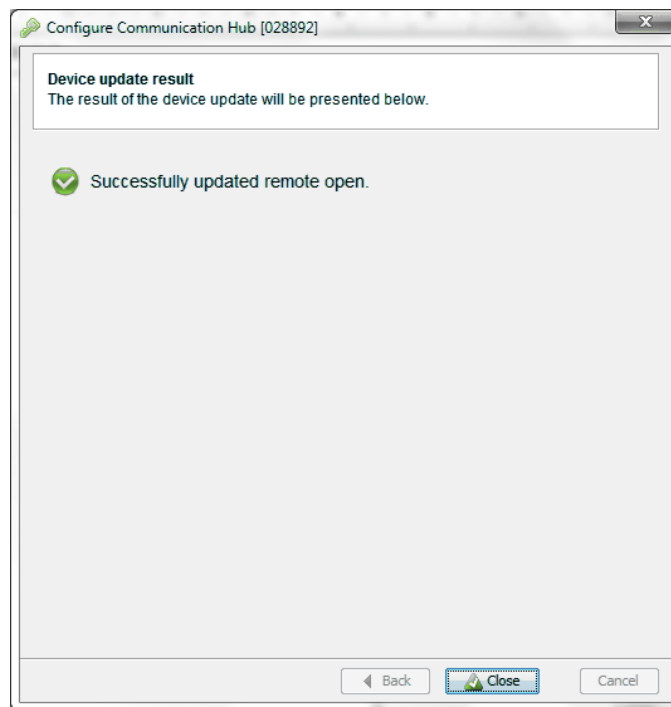 Configure Communication Hub [028892]
Device update result
The result of the device update will be presented below.
Successfully updated remote open.
Back
Close
Cancel